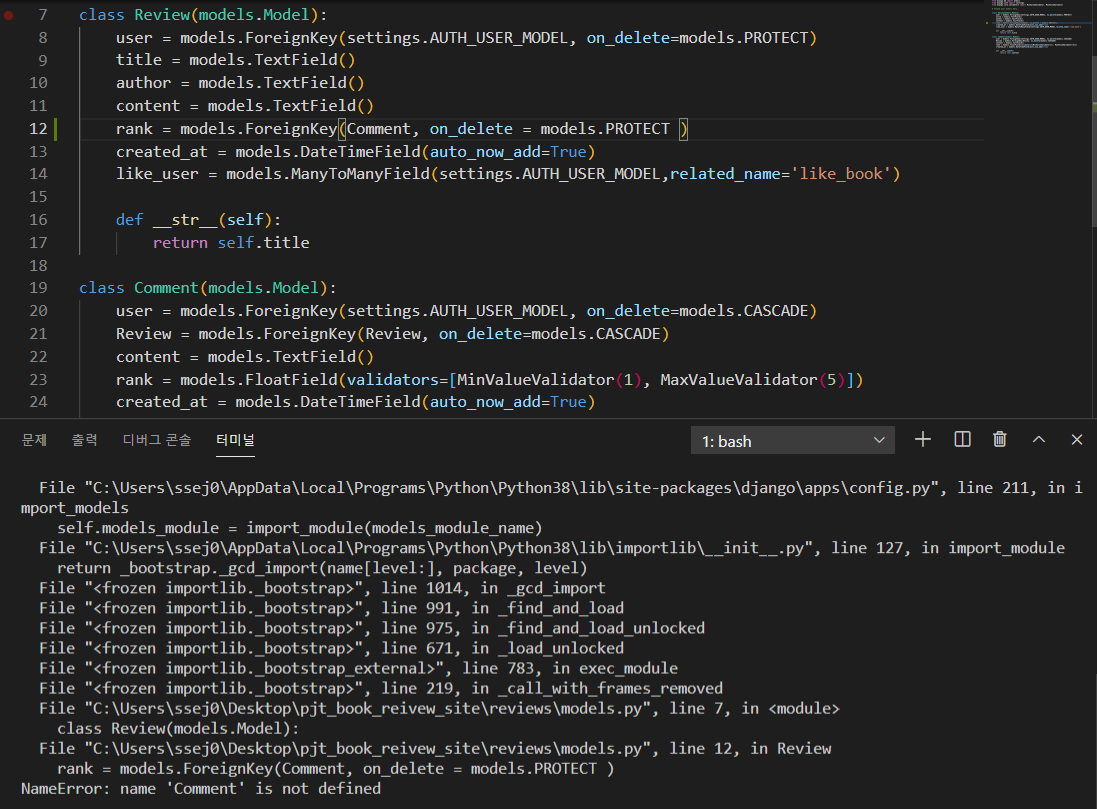 7 class Review(models.Model):
8 user = models.ForeignKey(settings.AUTH_USER_MODEL, on_delete=models.PROTECT)
9 title = models.TextField()
10 author = models.TextField()
11 content = models.TextField()
12 rank = models.ForeignKey(Comment, on_delete = models.PROTECT )
13 created_at = models.DateTimeField(auto_now_add=True)
14 like_user = models.ManyToManyField(settings.AUTH_USER_MODEL,related_name='like_book')
15
16 def __str__(self):
17 return self.title
18
19 class Comment(models.Model):
20 user = models.ForeignKey(settings.AUTH_USER_MODEL, on_delete=models.CASCADE)
21 Review = models.ForeignKey(Review, on_delete=models.CASCADE)
22 content = models.TextField()
23 rank = models.FloatField(validators=[MinValueValidator(1), MaxValueValidator(5)])
24 created_at = models.DateTimeField(auto_now_add=True)
문제 출력 디버그 콘솔 터미널 1: bash
File "C:\Users\ssej0\AppData\Local\Programs\Python\Python38\lib\site-packages\django\apps\config.py", line 211, in i
mport_models
self.models_module = import_module(models_module_name)
File "C:\Users\ssej0\AppData\Local\Programs\Python\Python38\lib\importlib\__init__.py", line 127, in import_module
return _bootstrap._gcd_import(name[level:], package, level)
File "<frozen importlib._bootstrap>", line 1014, in _gcd_import
File "<frozen importlib._bootstrap>", line 991, in _find_and_load
File "<frozen importlib._bootstrap>", line 975, in _find_and_load_unlocked
File "<frozen importlib._bootstrap>", line 671, in _load_unlocked
File "<frozen importlib._bootstrap_external>", line 783, in exec_module
File "<frozen importlib._bootstrap>", line 219, in _call_with_frames_removed
File "C:\Users\ssej0\Desktop\pjt_book_reivew_site\reviews\models.py", line 7, in <module>
class Review(models.Model):
File "C:\Users\ssej0\Desktop\pjt_book_reivew_site\reviews\models.py", line 12, in Review
rank = models.ForeignKey(Comment, on_delete = models.PROTECT )
NameError: name 'Comment' is not defined